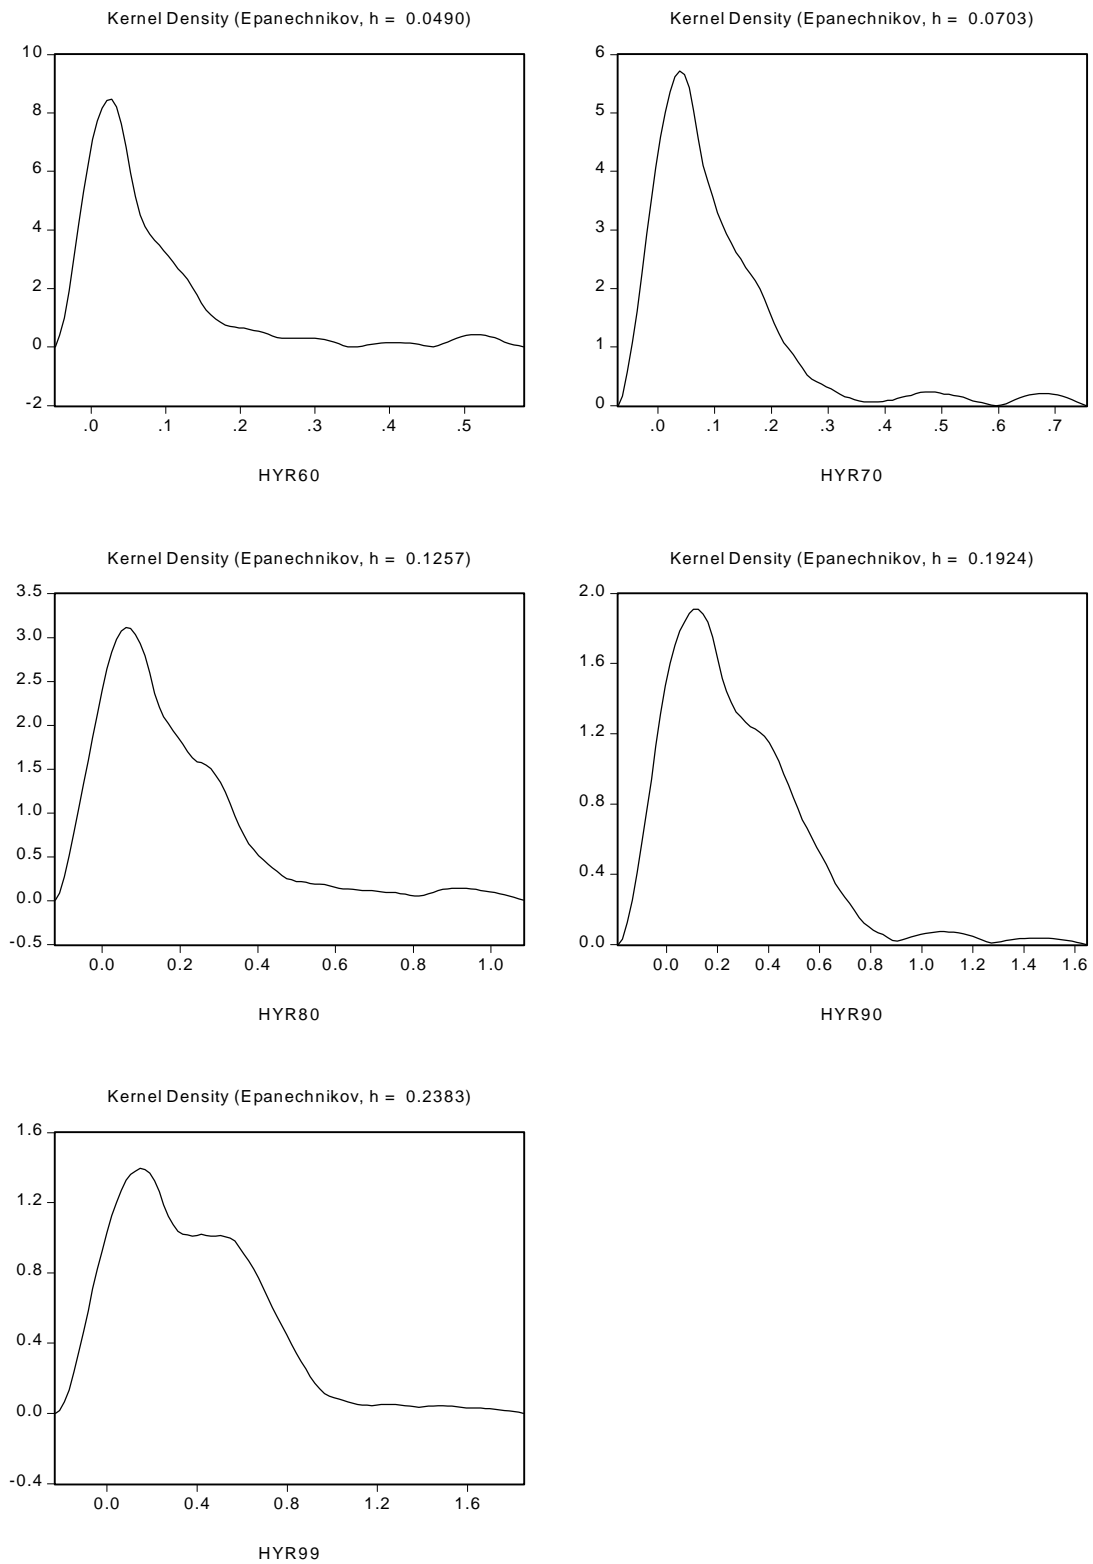 Kernel Density (Epanechnikov, h = 0.0490)
10
8
6
4
2
0
-2
.0 .1 .2 .3 .4 .5
HYR60
Kernel Density (Epanechnikov, h = 0.0703)
6
5
4
3
2
1
0
.0 .1 .2 .3 .4 .5 .6 .7
HYR70
Kernel Density (Epanechnikov, h = 0.1257)
3.5
3.0
2.5
2.0
1.5
1.0
0.5
0.0
-0.5
0.0 0.2 0.4 0.6 0.8 1.0
HYR80
Kernel Density (Epanechnikov, h = 0.1924)
2.0
1.6
1.2
0.8
0.4
0.0
0.0 0.2 0.4 0.6 0.8 1.0 1.2 1.4 1.6
HYR90
Kernel Density (Epanechnikov, h = 0.2383)
1.6
1.2
0.8
0.4
0.0
-0.4
0.0 0.4 0.8 1.2 1.6
HYR99